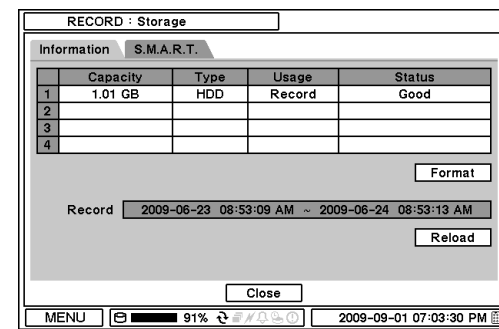 RECORD : Storage
Information S.M.A.R.T.
Capacity Type Usage Status
1 1.01 GB HDD Record Good
2
3
4
Format
Record 2009-06-23 08:53:09 AM ~ 2009-06-24 08:53:13 AM
Reload
Close
MENU 91% 2009-09-01 07:03:30 PM